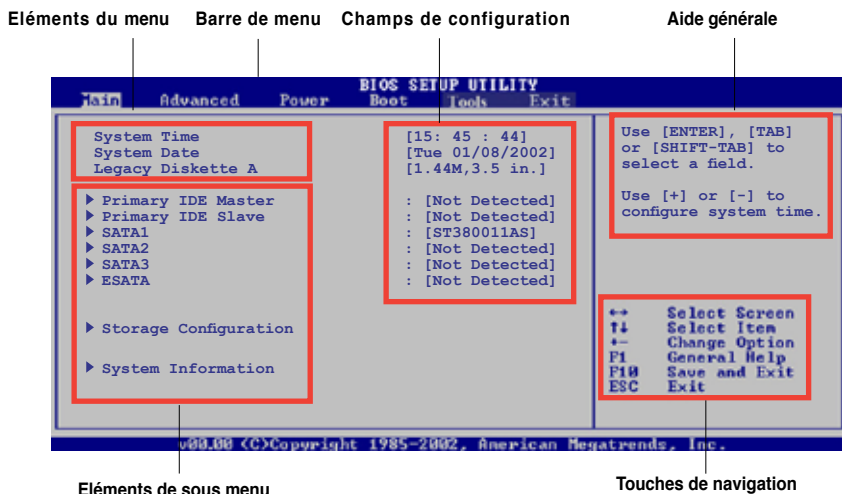 Eléments du menu    Barre de menu    Champs de configuration    Aide générale
BIOS SETUP UTILITY
Main    Advanced    Power    Boot    Tools    Exit
System Time    [15: 45 : 44]
System Date    [Tue 01/08/2002]
Legacy Diskette A    [1.44M,3.5 in.]
Primary IDE Master    : [Not Detected]
Primary IDE Slave    : [Not Detected]
SATA1    : [ST380011AS]
SATA2    : [Not Detected]
SATA3    : [Not Detected]
ESATA    : [Not Detected]
Storage Configuration
System Information
Use [ENTER], [TAB]
or [SHIFT-TAB] to
select a field.
Use [+] or [-] to
configure system time.
↔    Select Screen
↑↓    Select Item
+-    Change Option
F1    General Help
F10    Save and Exit
ESC    Exit
v00.00 (C)Copyright 1985-2002, American Megatrends, Inc.
Eléments de sous menu    Touches de navigation